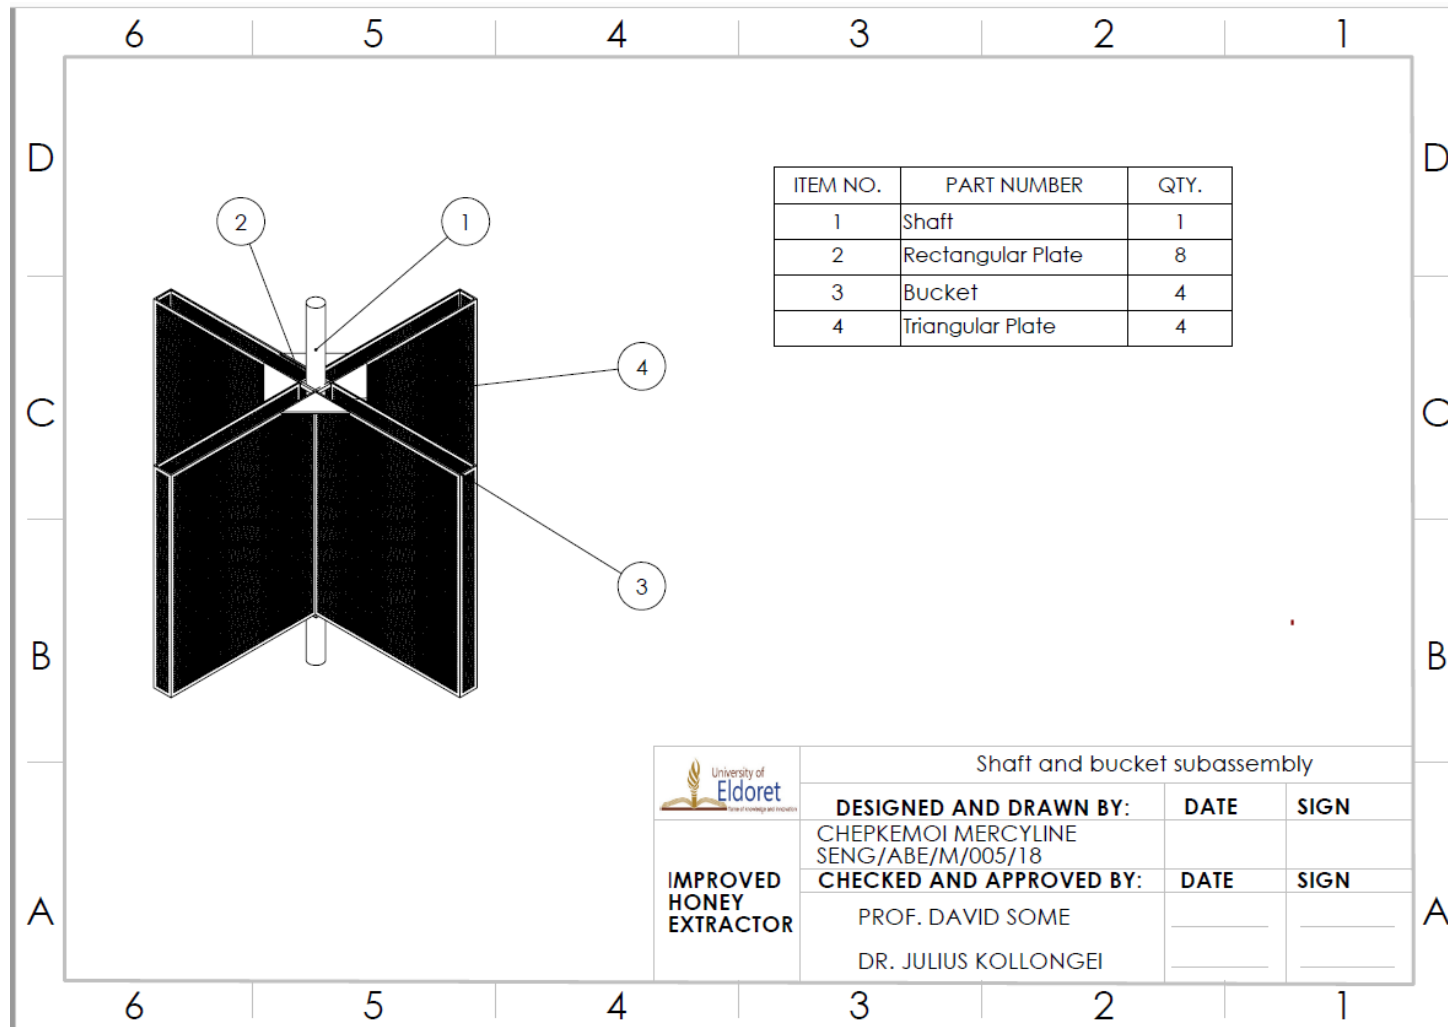 6 5 4 3 2 1
D D
ITEM NO. PART NUMBER QTY.
1 Shaft 1
2 Rectangular Plate 8
3 Bucket 4
4 Triangular Plate 4
2 1
4
C C
3
B B
University of
Eldoret
Shaft and bucket subassembly
DESIGNED AND DRAWN BY: DATE SIGN
CHEPKEMOI MERCYLINE
SENG/ABE/M/005/18
IMPROVED
HONEY
EXTRACTOR
CHECKED AND APPROVED BY: DATE SIGN
PROF. DAVID SOME
DR. JULIUS KOLLONGEI
A A
6 5 4 3 2 1